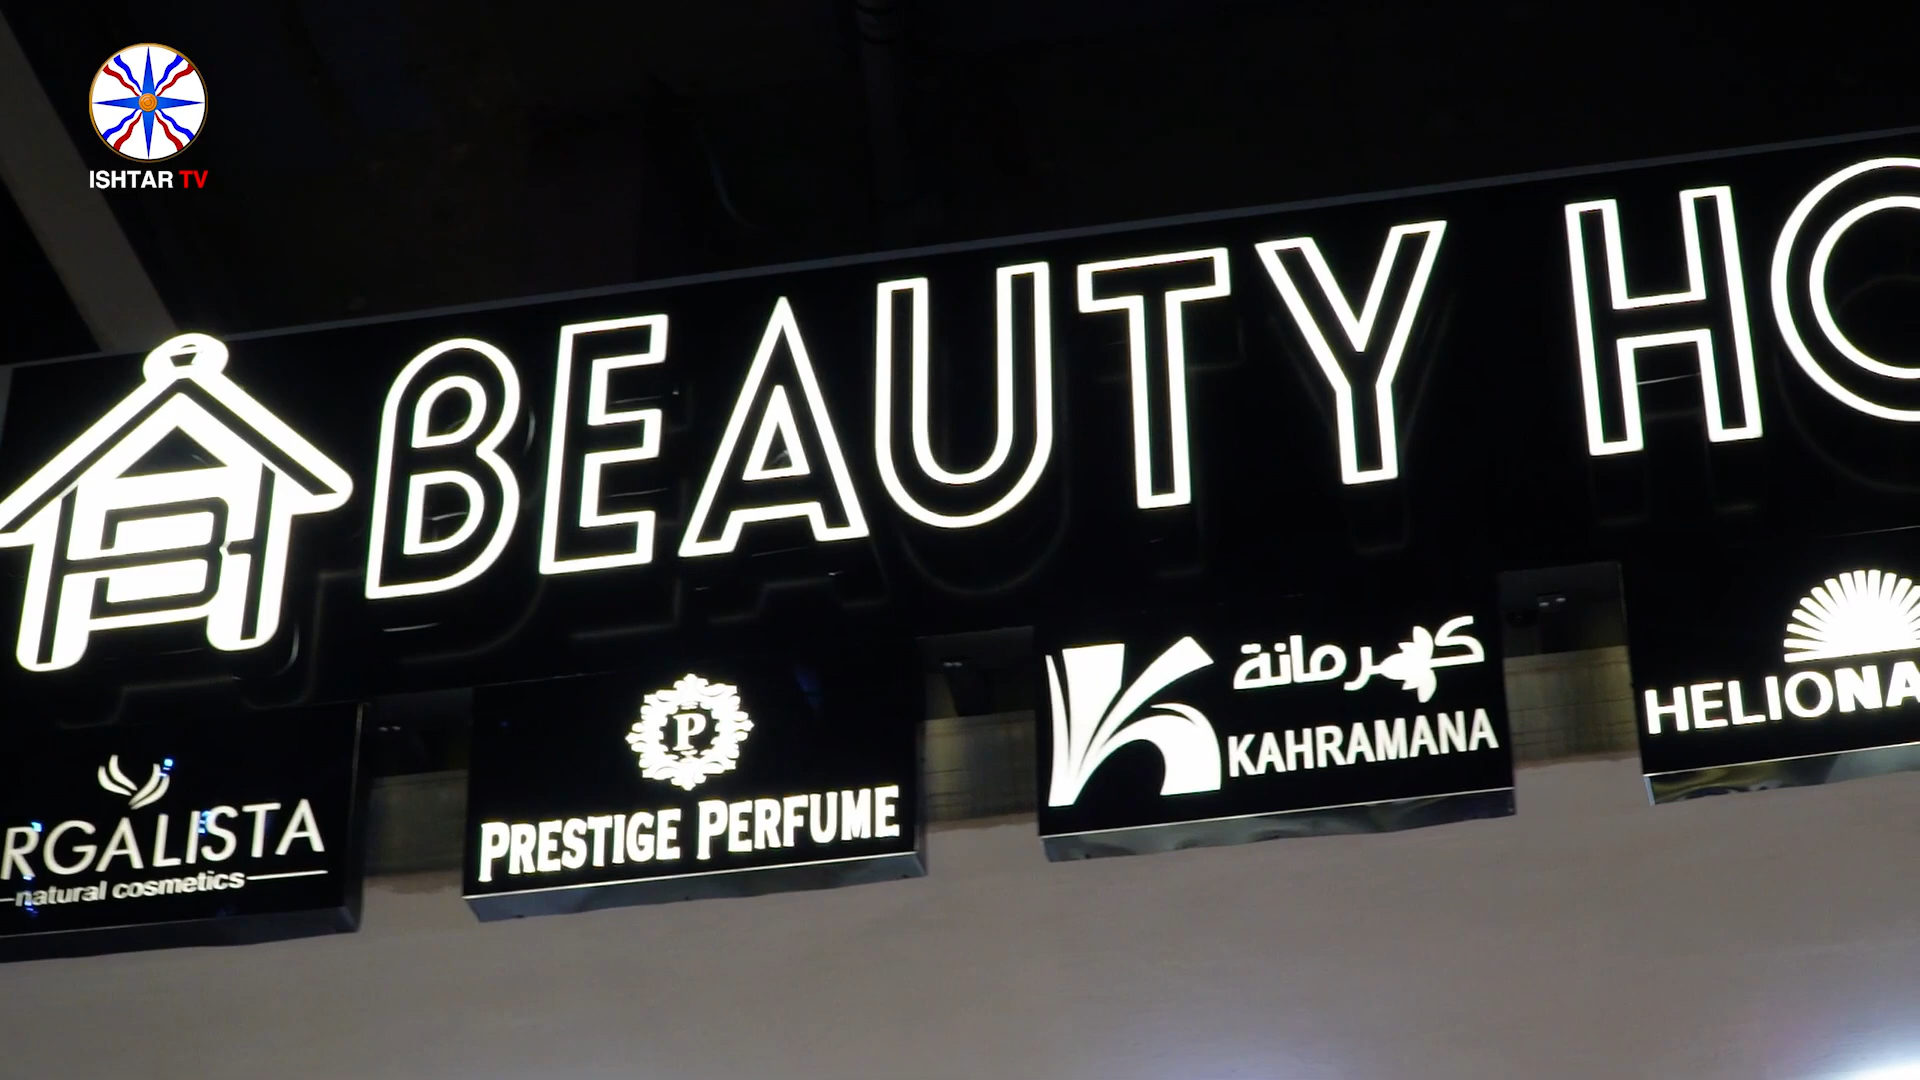 ISHTAR TV
BEAUTY HO
RGALISTA
natural cosmetics
P
PRESTIGE PERFUME
كهرمانة
KAHRAMANA
HELIONA